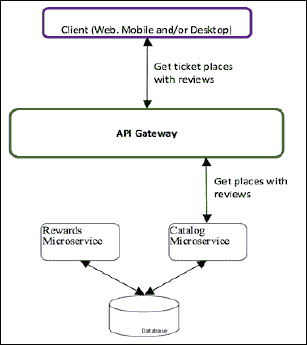 Client (Web. Mobile and/or Desktop)
Get ticket places
with reviews
API Gateway
Get places with
reviews
Rewards
Microservice
Catalog
Microservice
Database